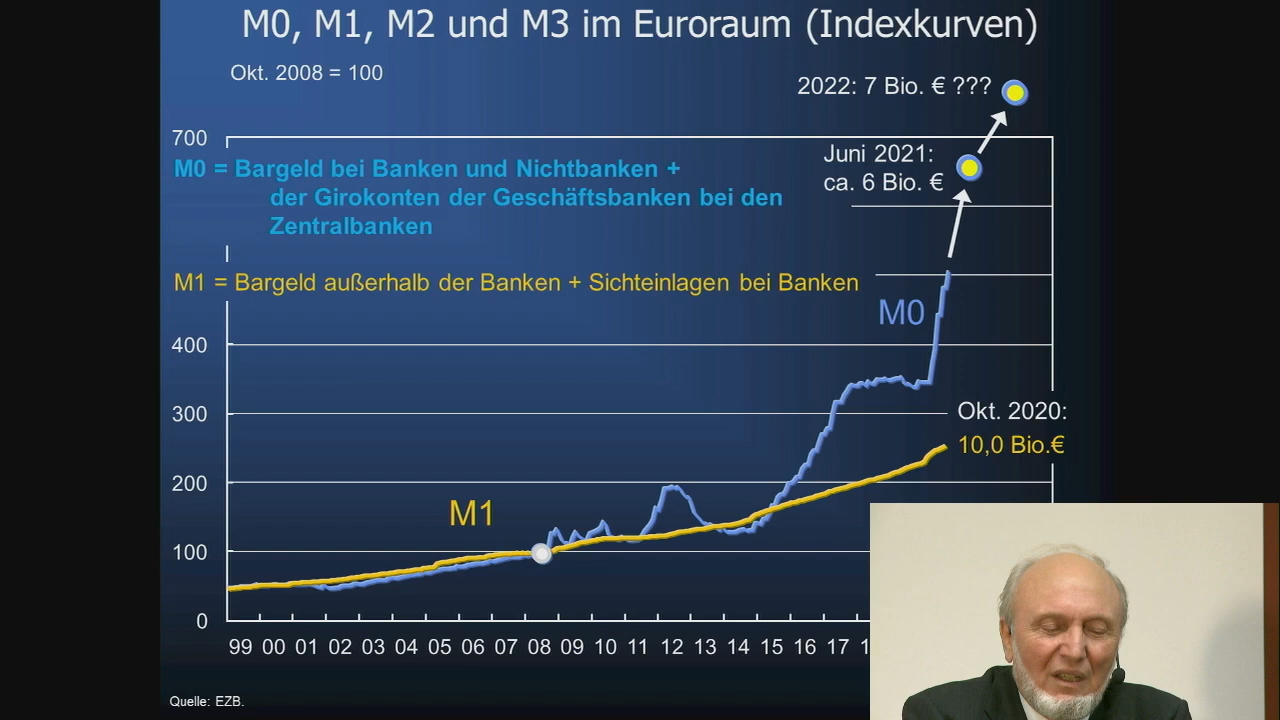 M0, M1, M2 und M3 im Euroraum (Indexkurven)
Okt. 2008 = 100
2022: 7 Bio. € ???
700
Juni 2021:
ca. 6 Bio. €
M0 = Bargeld bei Banken und Nichtbanken +
der Girokonten der Geschäftsbanken bei den
Zentralbanken
M1 = Bargeld außerhalb der Banken + Sichteinlagen bei Banken
M0
400
300
Okt. 2020:
10,0 Bio.€
200
M1
100
0
99 00 01 02 03 04 05 06 07 08 09 10 11 12 13 14 15 16 17 1
Quelle: EZB.